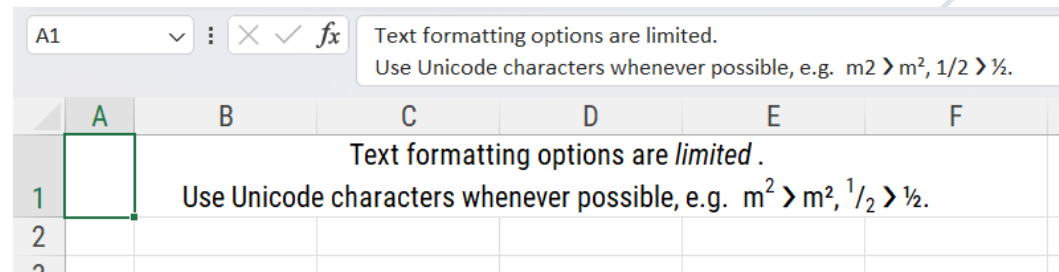 A1 fx Text formatting options are limited.
Use Unicode characters whenever possible, e.g.  m2 ❯ m², 1/2 ❯ ½.
A B C D E F
Text formatting options are limited .
1 Use Unicode characters whenever possible, e.g.  m² ❯ m², ¹/₂ ❯ ½.
2